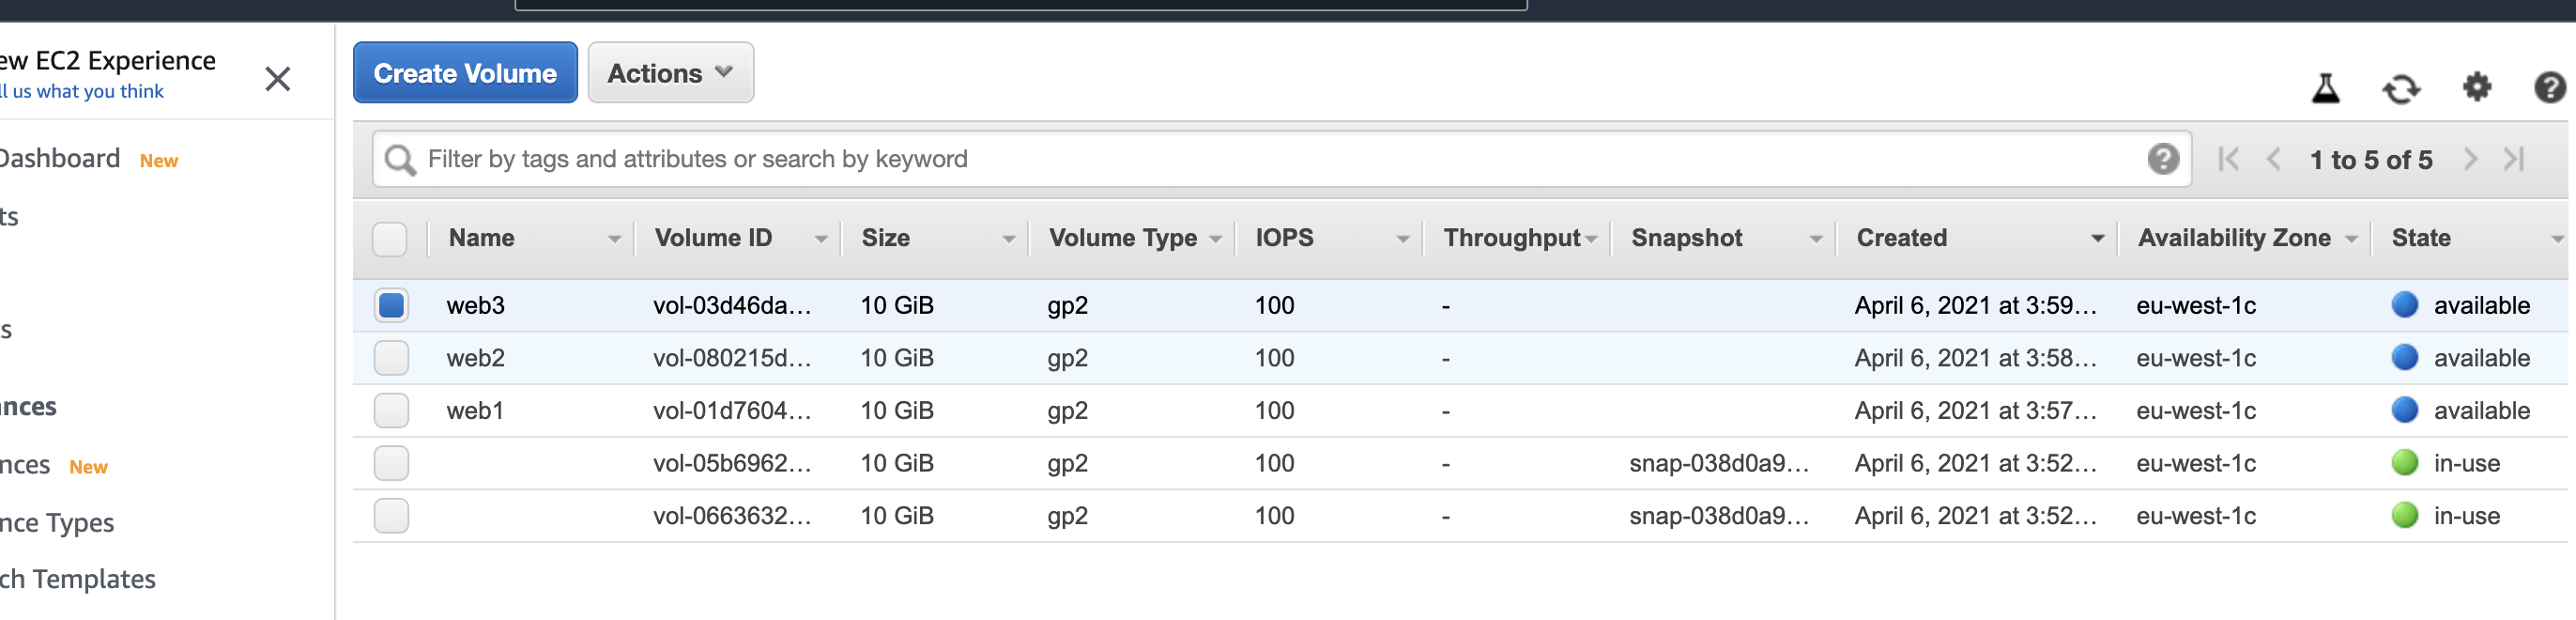 ew EC2 Experience
ll us what you think
Dashboard New
ts
s
nces
nces New
nce Types
ch Templates
Create Volume Actions
Filter by tags and attributes or search by keyword 1 to 5 of 5
Name Volume ID Size Volume Type IOPS Throughput Snapshot Created Availability Zone State
web3 vol-03d46da... 10 GiB gp2 100 - April 6, 2021 at 3:59... eu-west-1c available
web2 vol-080215d... 10 GiB gp2 100 - April 6, 2021 at 3:58... eu-west-1c available
web1 vol-01d7604... 10 GiB gp2 100 - April 6, 2021 at 3:57... eu-west-1c available
vol-05b6962... 10 GiB gp2 100 - snap-038d0a9... April 6, 2021 at 3:52... eu-west-1c in-use
vol-0663632... 10 GiB gp2 100 - snap-038d0a9... April 6, 2021 at 3:52... eu-west-1c in-use